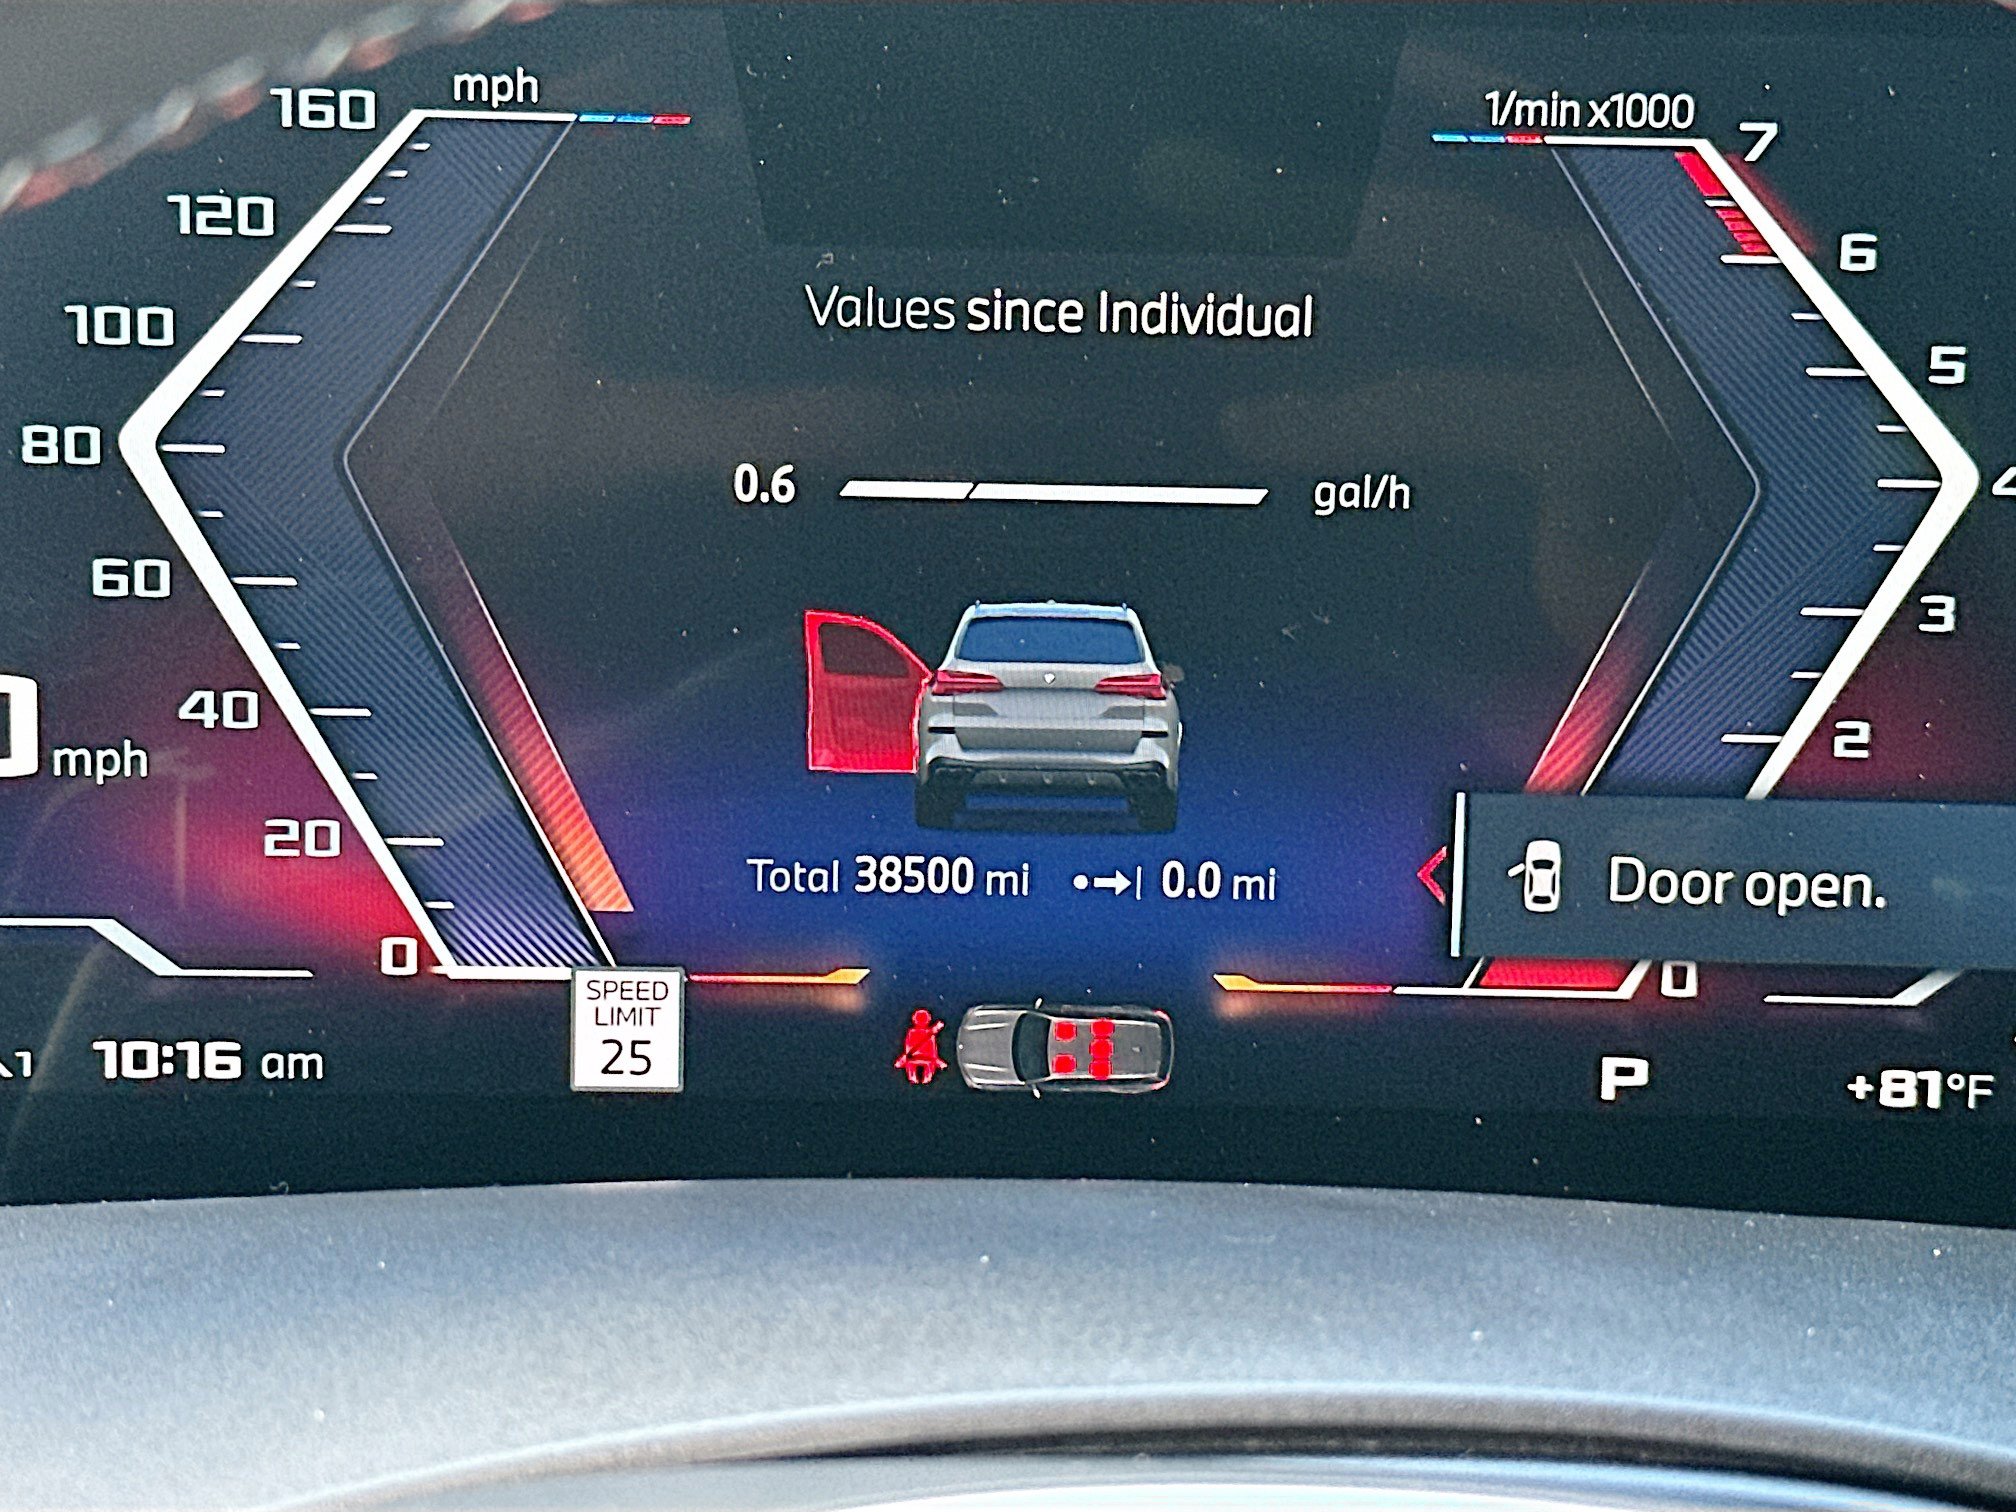 mph
160
120
100
80
60
40
20
0
mph
1/min x1000
7
6
5
3
2
0
Values since Individual
0.6 gal/h
Total 38500 mi 0.0 mi
Door open.
SPEED
LIMIT
25
1 10:16 am
P
+81°F